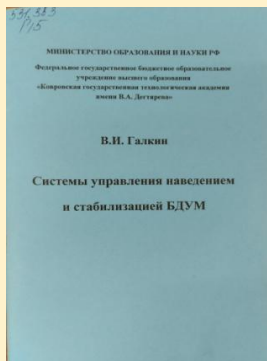 МИНИСТЕРСТВО ОБРАЗОВАНИЯ И НАУКИ РФ
Федеральное государственное бюджетное образовательное
учреждение высшего образования
«Ковровская государственная технологическая академия
имени В.А. Дегтярева»
В.И. Галкин
Системы управления наведением
и стабилизацией БДУМ